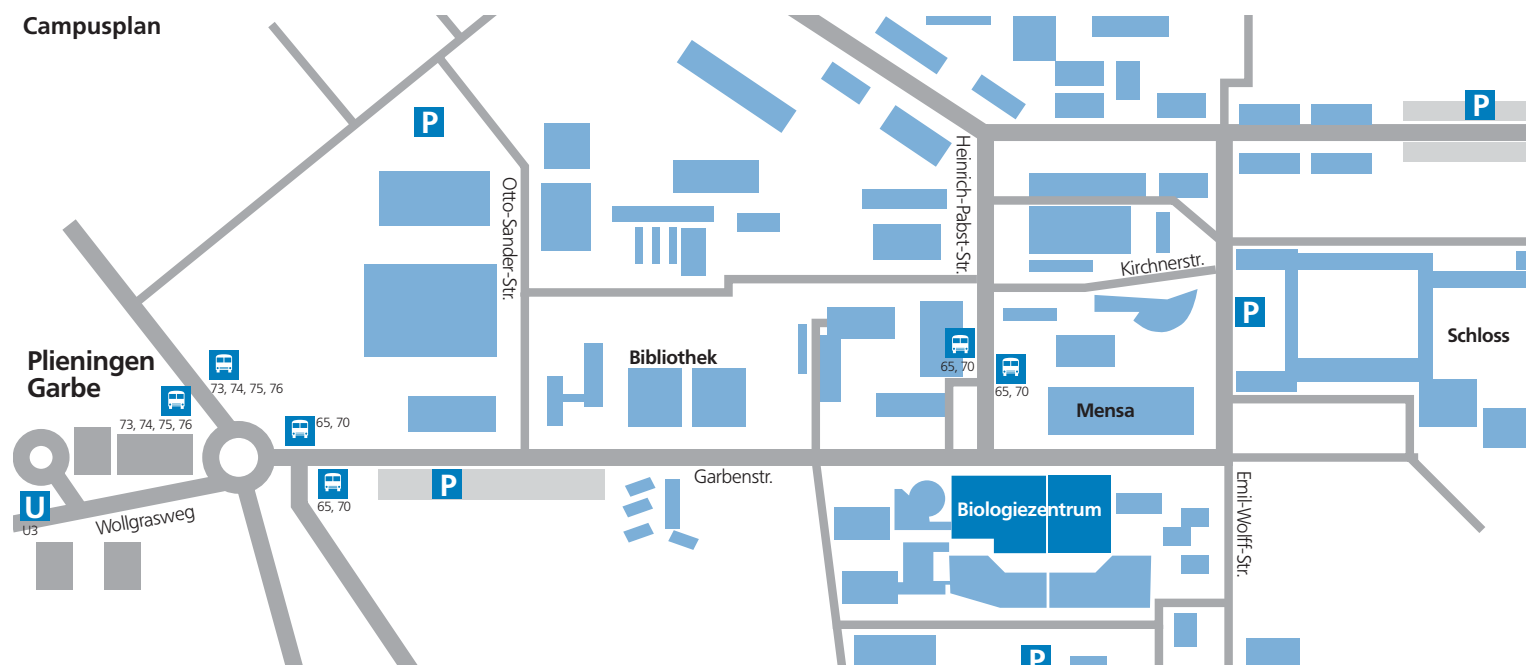 Campusplan
P
P
Heinrich-Pabst-Str.
Otto-Sander-Str.
Kirchnerstr.
P
Schloss
Plieningen
Garbe
Bibliothek
73, 74, 75, 76
65, 70
65, 70
73, 74, 75, 76
65, 70
Mensa
Garbenstr.
P
65, 70
U
U3
Wollgrasweg
Biologiezentrum
Emil-Wolff-Str.
P